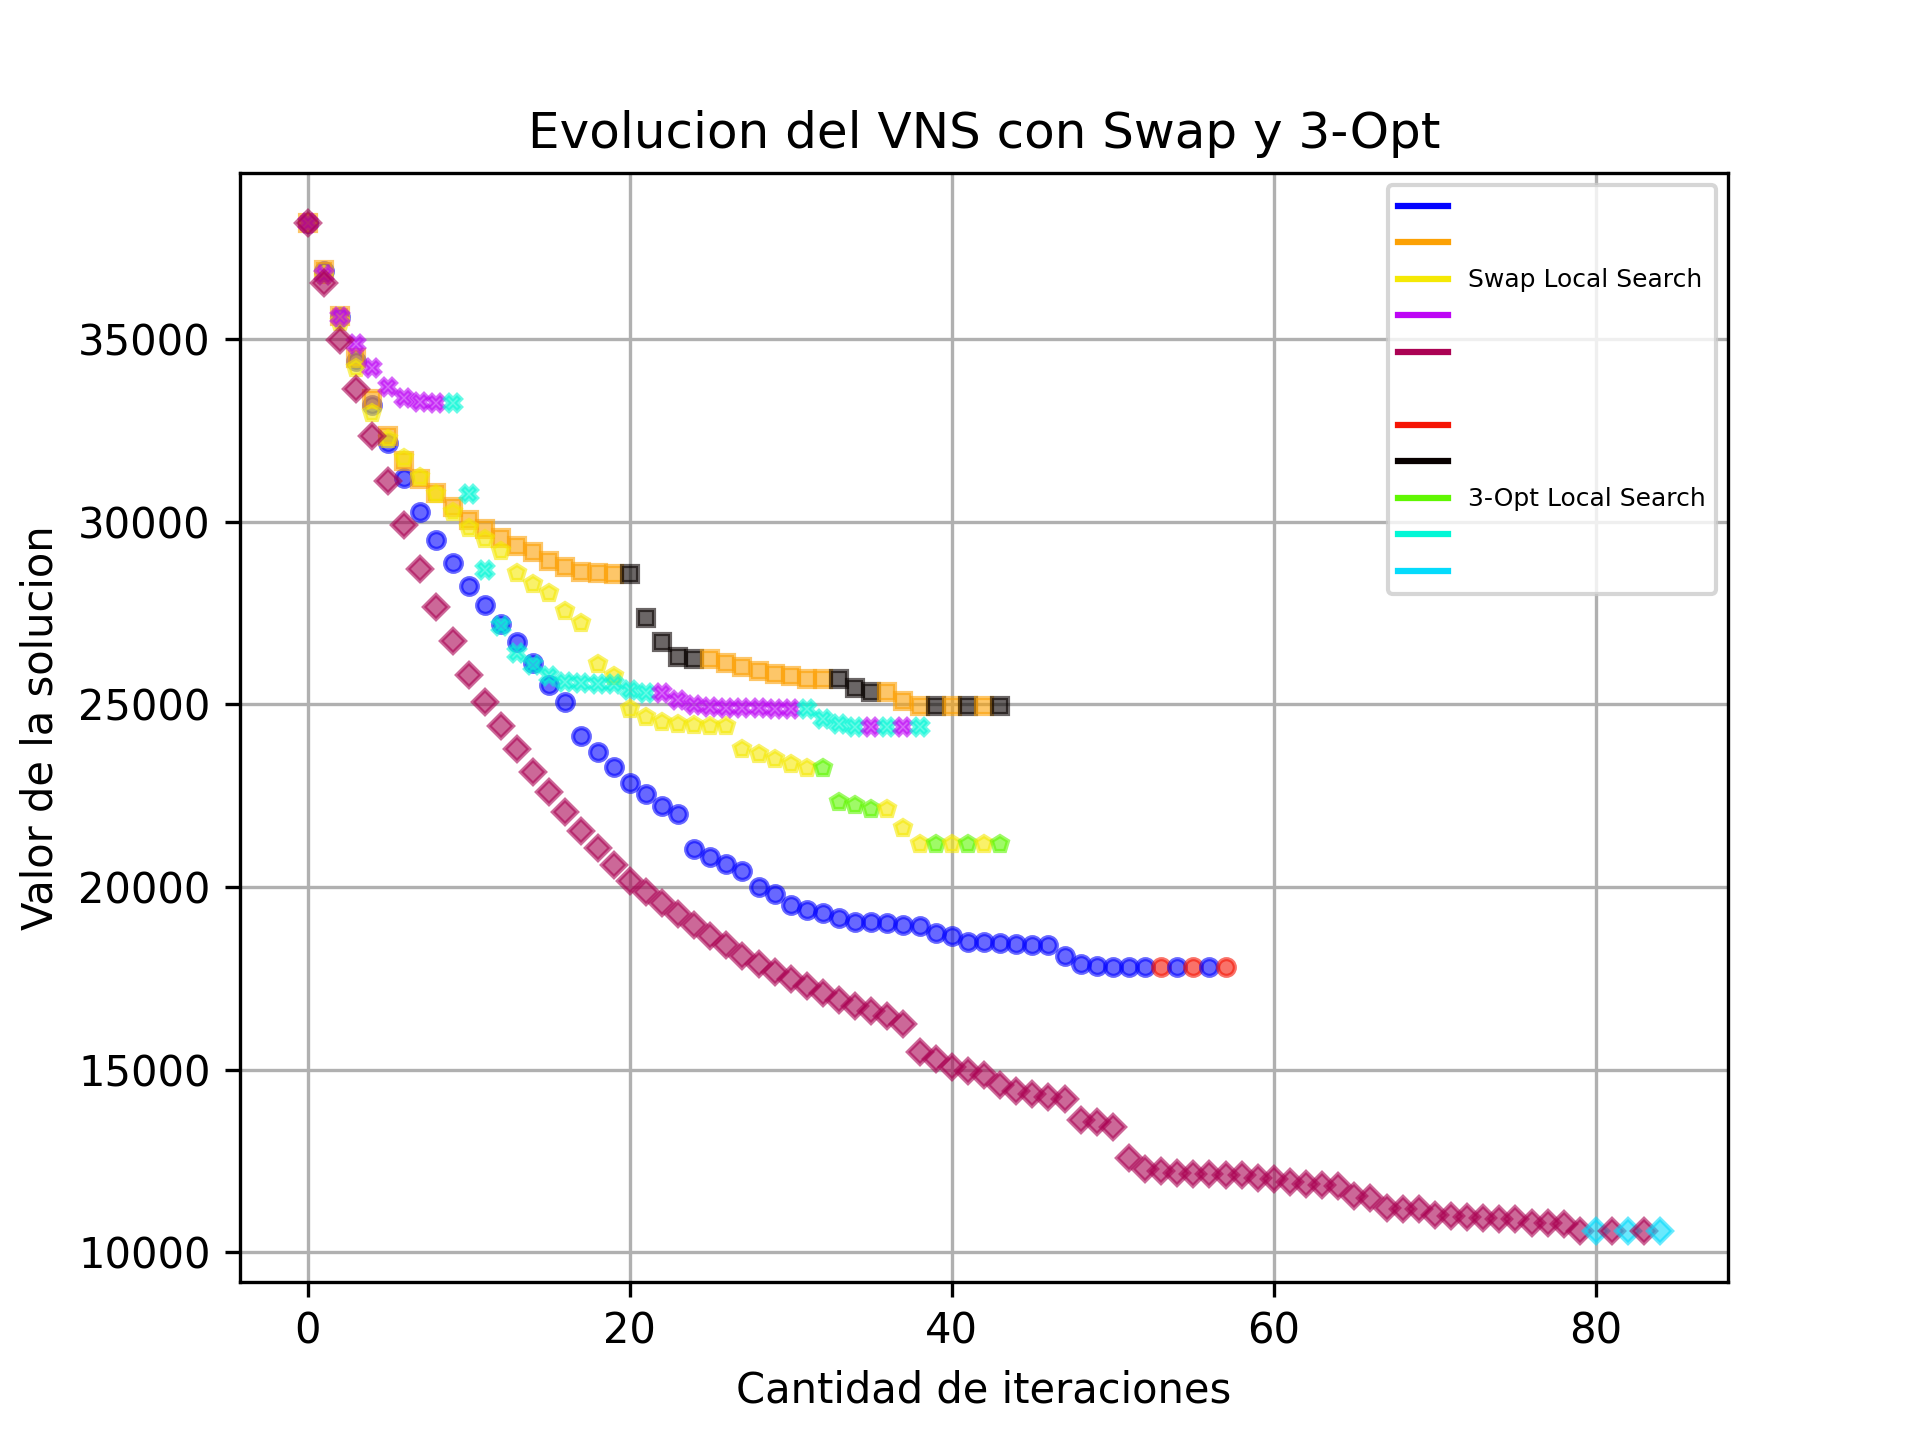 Evolucion del VNS con Swap y 3-Opt
Swap Local Search
3-Opt Local Search
Valor de la solucion
35000
30000
25000
20000
15000
10000
0 20 40 60 80
Cantidad de iteraciones